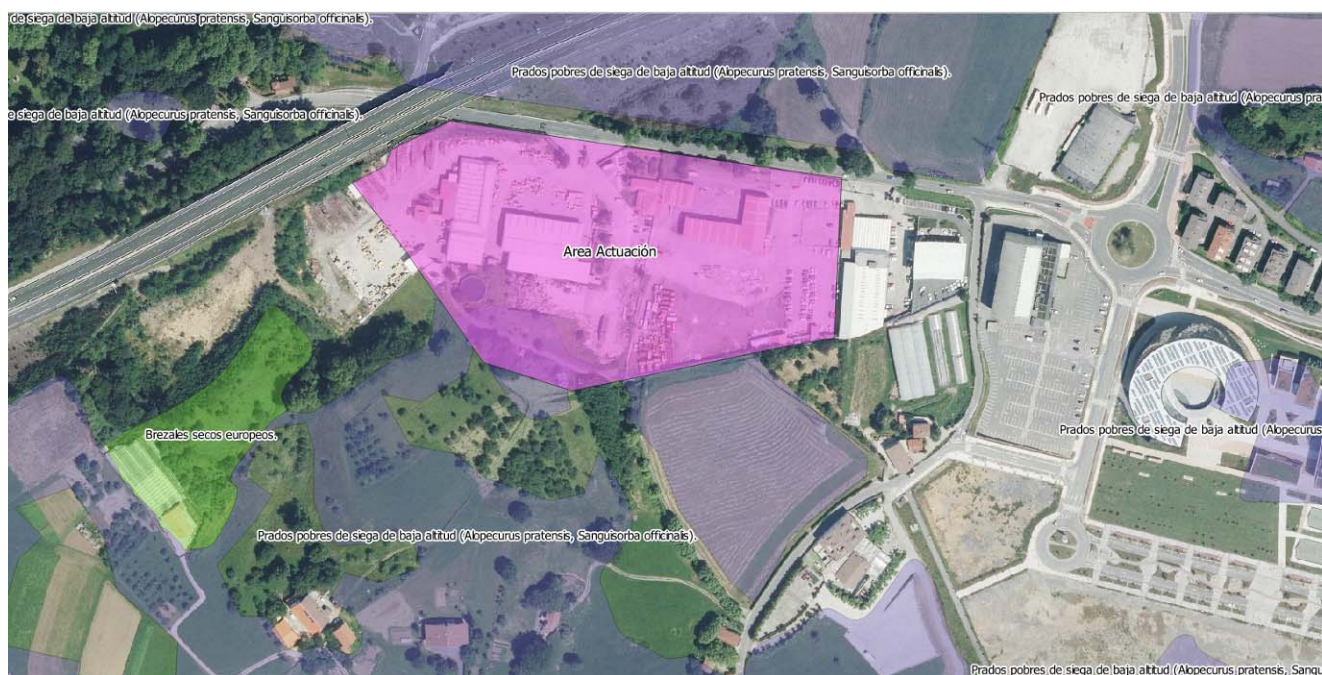 de siega de baja altitud (Alopecurus pratensis, Sanguisorba officinalis).
Prados pobres de siega de baja altitud (Alopecurus pratensis, Sanguisorba officinalis).
Prados pobres de siega de baja altitud (Alopecurus pra
e siega de baja altitud (Alopecurus pratensis, Sanguisorba officinalis).
Area Actuación
Prados pobres de siega de baja altitud (Alopecurus
Brezales secos europeos.
Prados pobres de siega de baja altitud (Alopecurus pratensis, Sanguisorba officinalis).
Prados pobres de siega de baja altitud (Alopecurus pratensis, Sangu